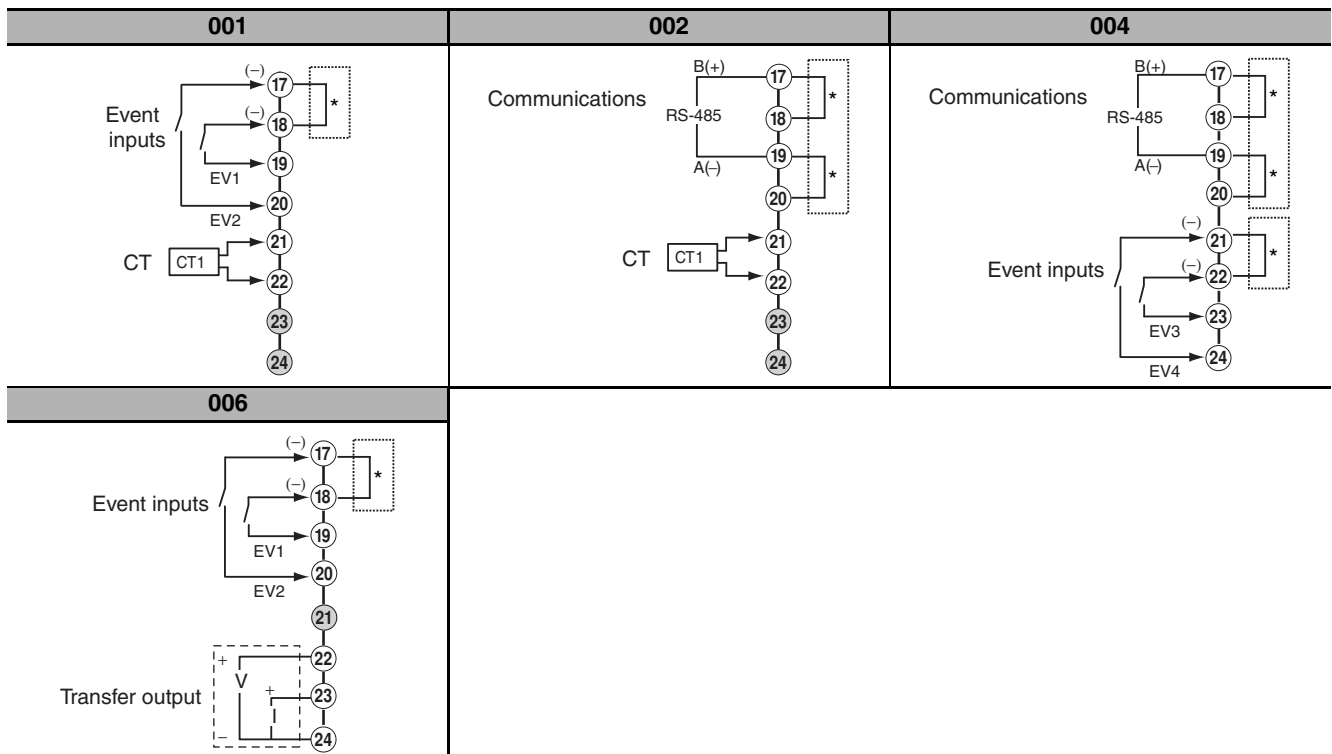 001
002
004
(−)
17
*
Event
inputs
(−)
18
19
EV1
20
EV2
21
CT
CT1
22
23
24
B(+)
17
*
Communications
RS-485
18
19
A(−)
*
20
21
CT
CT1
22
23
24
B(+)
17
*
Communications
RS-485
18
19
A(−)
*
20
(−)
21
*
Event inputs
(−)
22
23
EV3
24
EV4
006
(−)
17
*
Event inputs
(−)
18
19
EV1
20
EV2
21
+
22
V
Transfer output
+
23
I
−
24